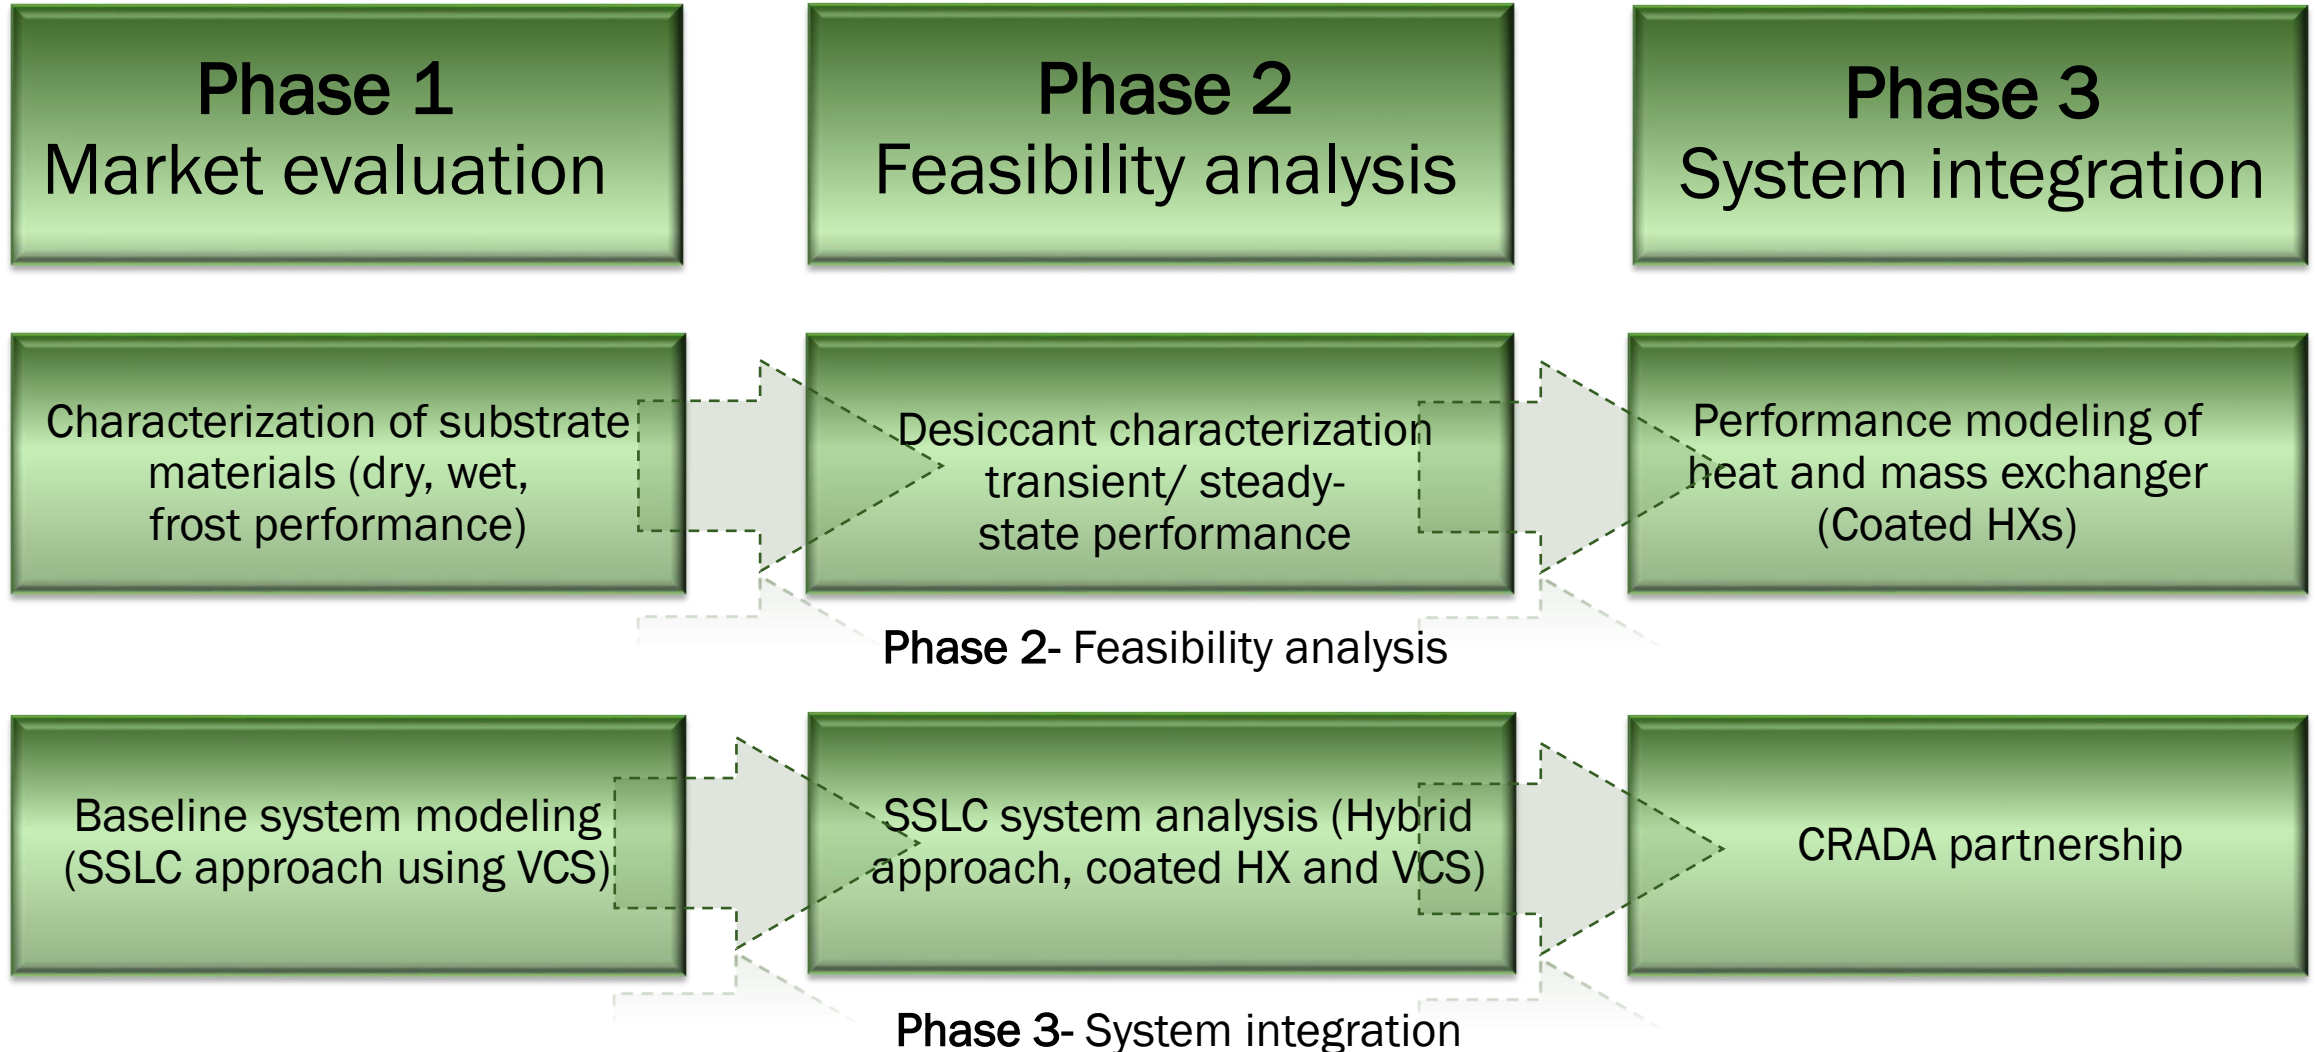 Phase 1
Market evaluation
Phase 2
Feasibility analysis
Phase 3
System integration
Characterization of substrate
materials (dry, wet,
frost performance)
Desiccant characterization
transient/ steady-
state performance
Performance modeling of
heat and mass exchanger
(Coated HXs)
Phase 2- Feasibility analysis
Baseline system modeling
(SSLC approach using VCS)
SSLC system analysis (Hybrid
approach, coated HX and VCS)
CRADA partnership
Phase 3- System integration